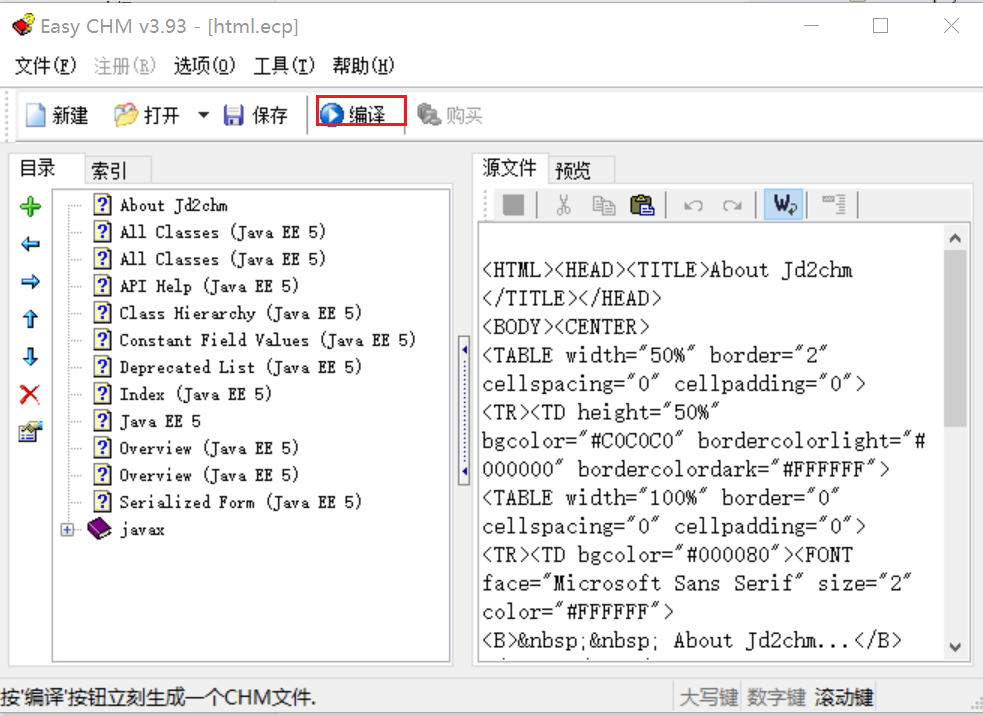 Easy CHM v3.93 - [html.ecp]
文件(F) 注册(R) 选项(O) 工具(T) 帮助(H)
新建 打开 保存 编译 购买
目录 索引
About Jd2chm
All Classes (Java EE 5)
All Classes (Java EE 5)
API Help (Java EE 5)
Class Hierarchy (Java EE 5)
Constant Field Values (Java EE 5)
Deprecated List (Java EE 5)
Index (Java EE 5)
Java EE 5
Overview (Java EE 5)
Overview (Java EE 5)
Serialized Form (Java EE 5)
javax
源文件 预览
W
<HTML><HEAD><TITLE>About Jd2chm
</TITLE></HEAD>
<BODY><CENTER>
<TABLE width="50%" border="2"
cellspacing="0" cellpadding="0">
<TR><TD height="50%"
bgcolor="#C0C0C0" bordercolorlight="#
000000" bordercolordark="#FFFFFF">
<TABLE width="100%" border="0"
cellspacing="0" cellpadding="0">
<TR><TD bgcolor="#000080"><FONT
face="Microsoft Sans Serif" size="2"
color="#FFFFFF">
<B>&nbsp;&nbsp; About Jd2chm...</B>
按'编译'按钮立刻生成一个CHM文件.
大写键 数字键 滚动键